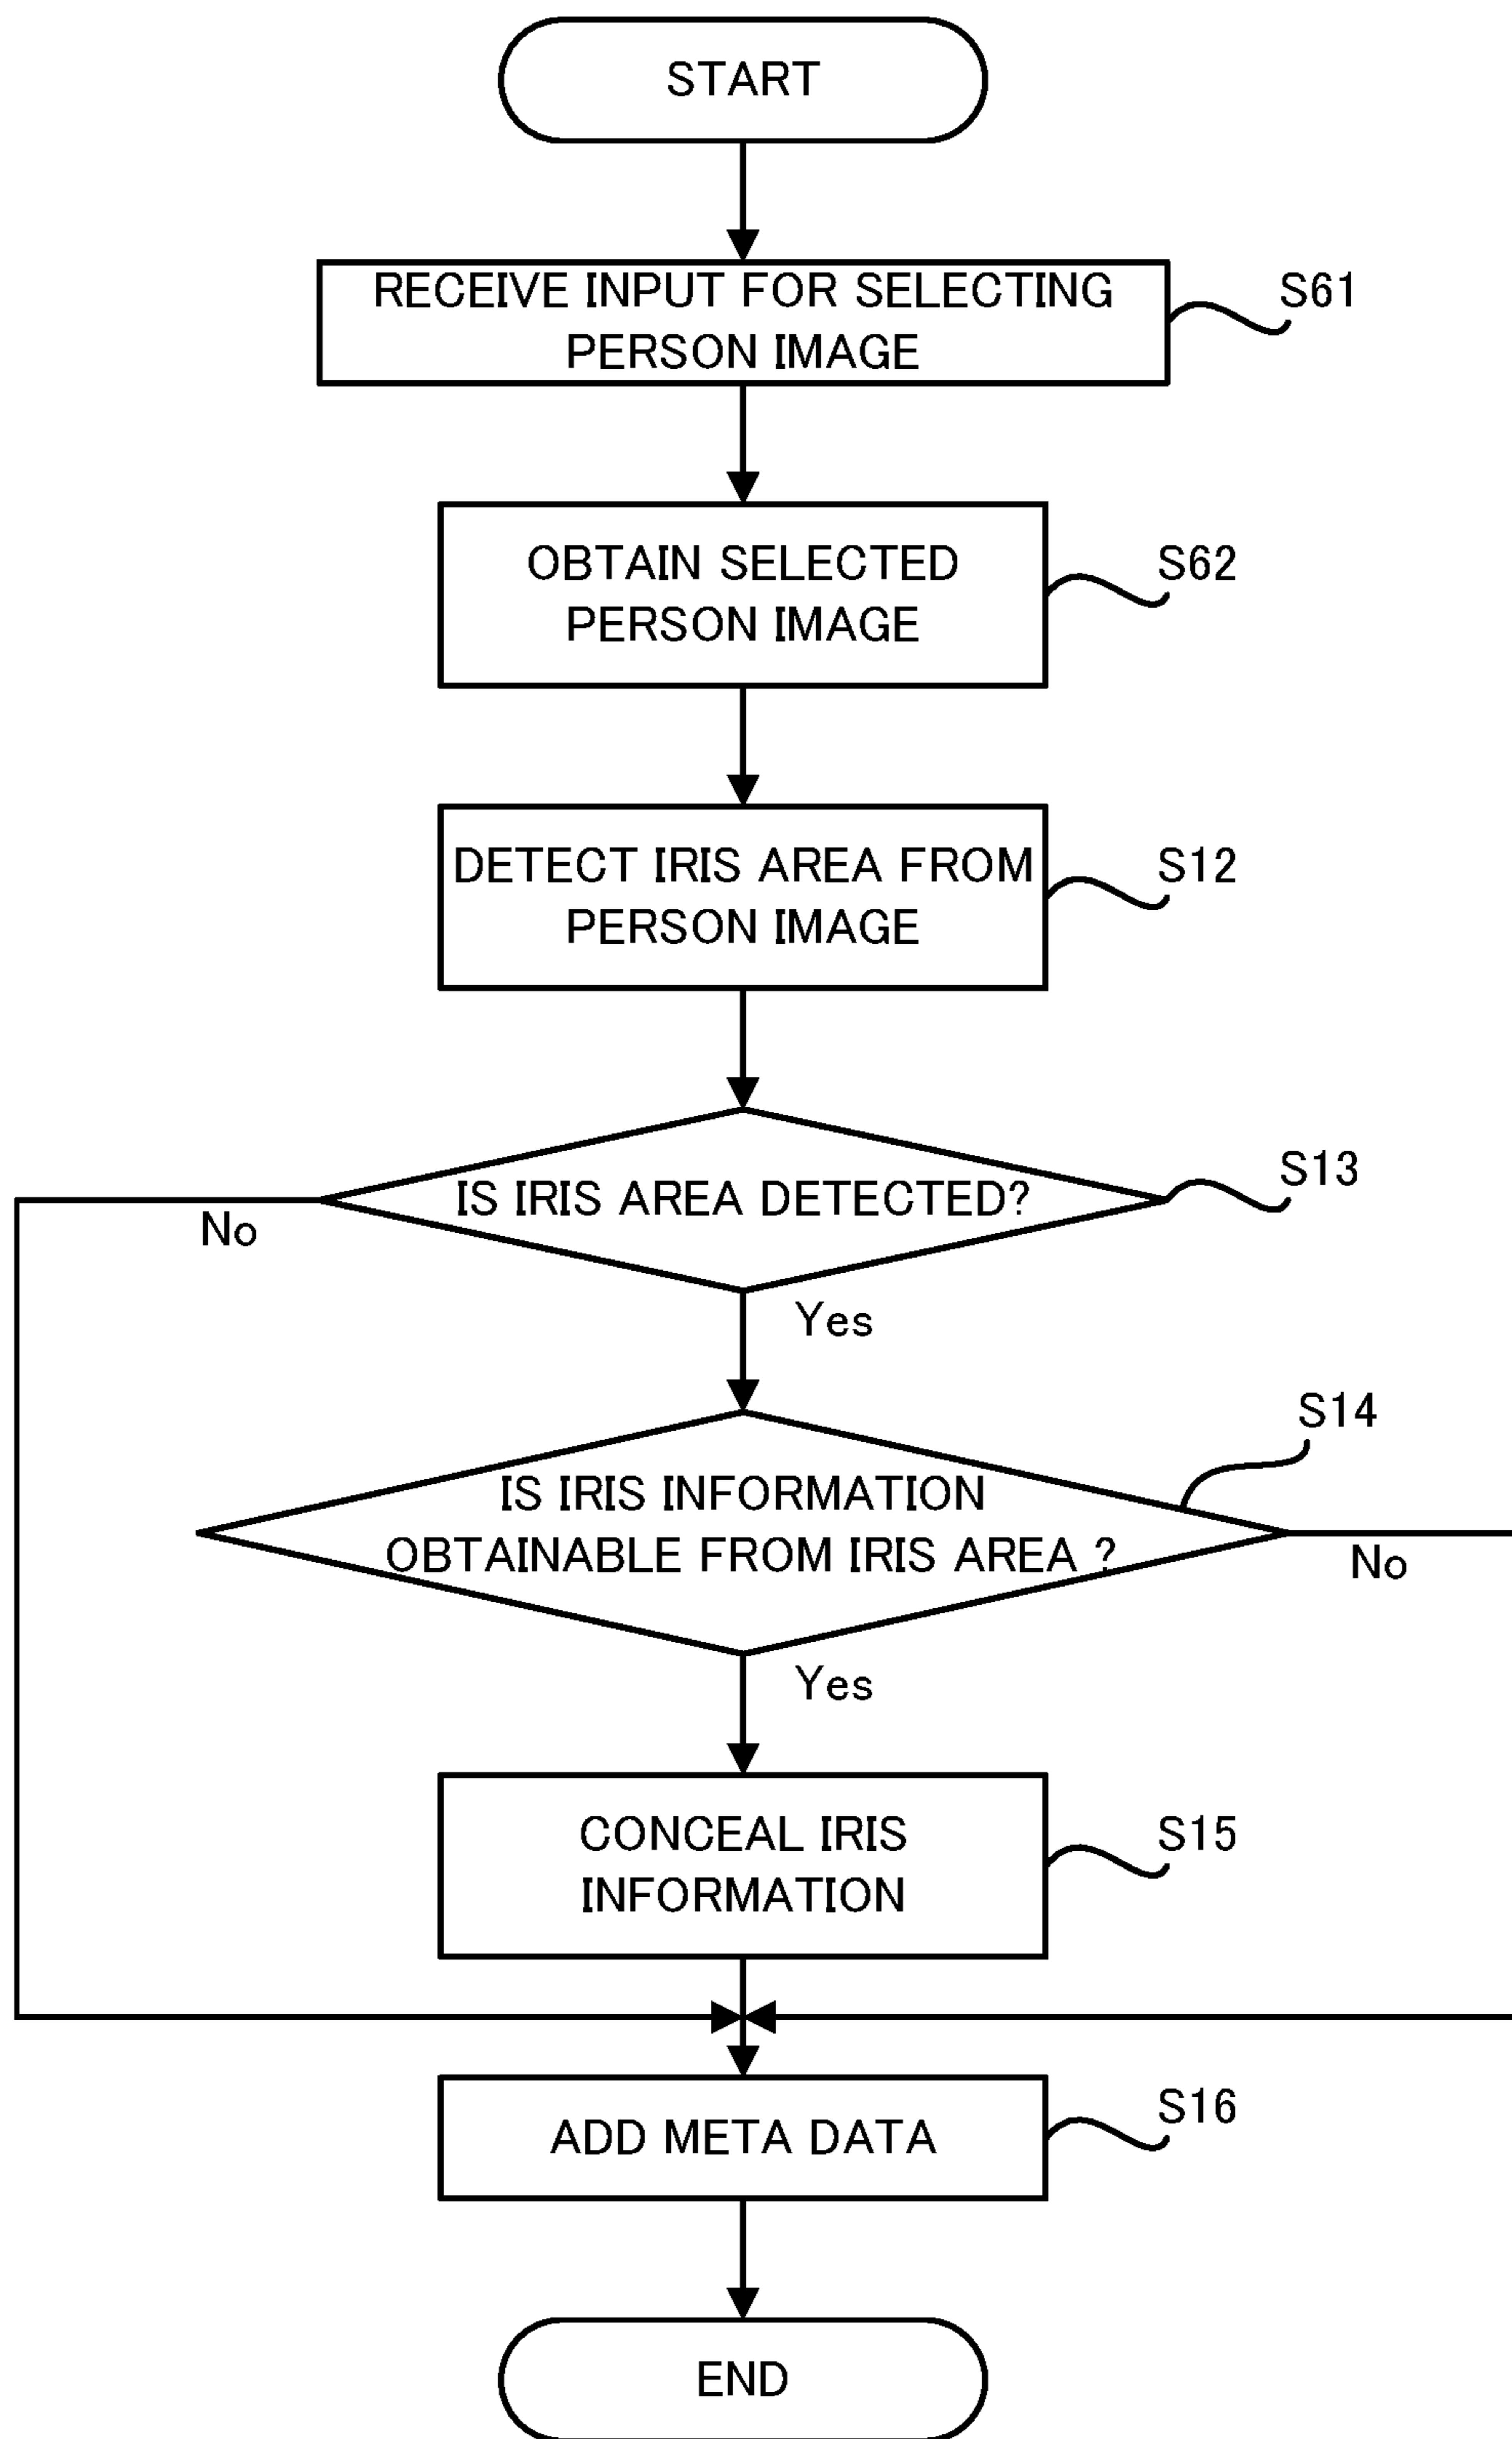 START
RECEIVE INPUT FOR SELECTING
PERSON IMAGE
S61
OBTAIN SELECTED
PERSON IMAGE
S62
DETECT IRIS AREA FROM
PERSON IMAGE
S12
IS IRIS AREA DETECTED?
S13
No
Yes
S14
IS IRIS INFORMATION
OBTAINABLE FROM IRIS AREA ?
No
Yes
CONCEAL IRIS
INFORMATION
S15
ADD META DATA
S16
END